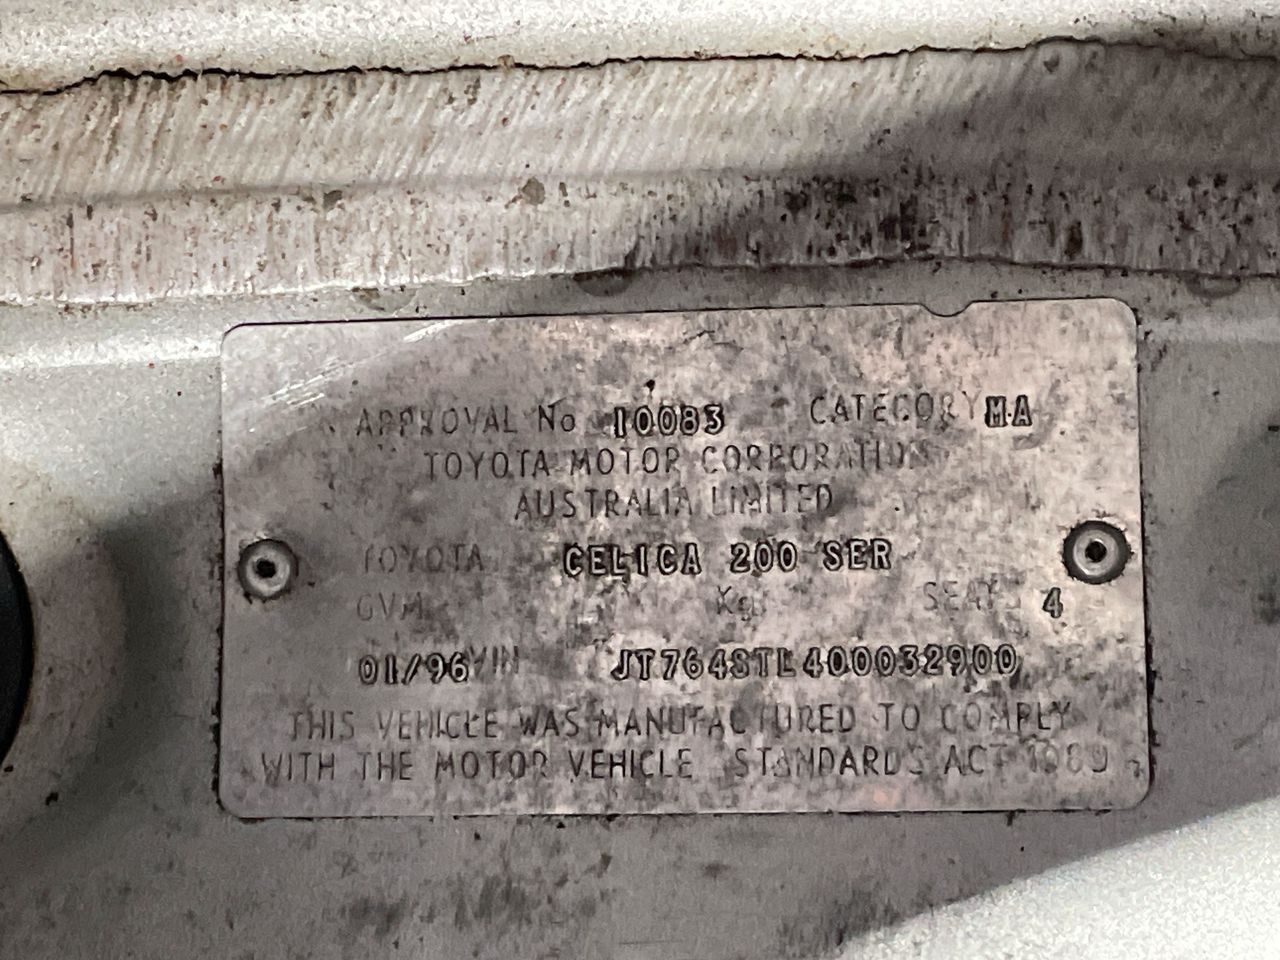 APPROVAL No 10083 CATEGORY MA
TOYOTA MOTOR CORPORATION
AUSTRALIA LIMITED
TOYOTA CELICA 200 SER
GVM Kg SEATS 4
01/96 VIN JT764STL400032900
THIS VEHICLE WAS MANUFACTURED TO COMPLY
WITH THE MOTOR VEHICLE STANDARDS ACT 1989